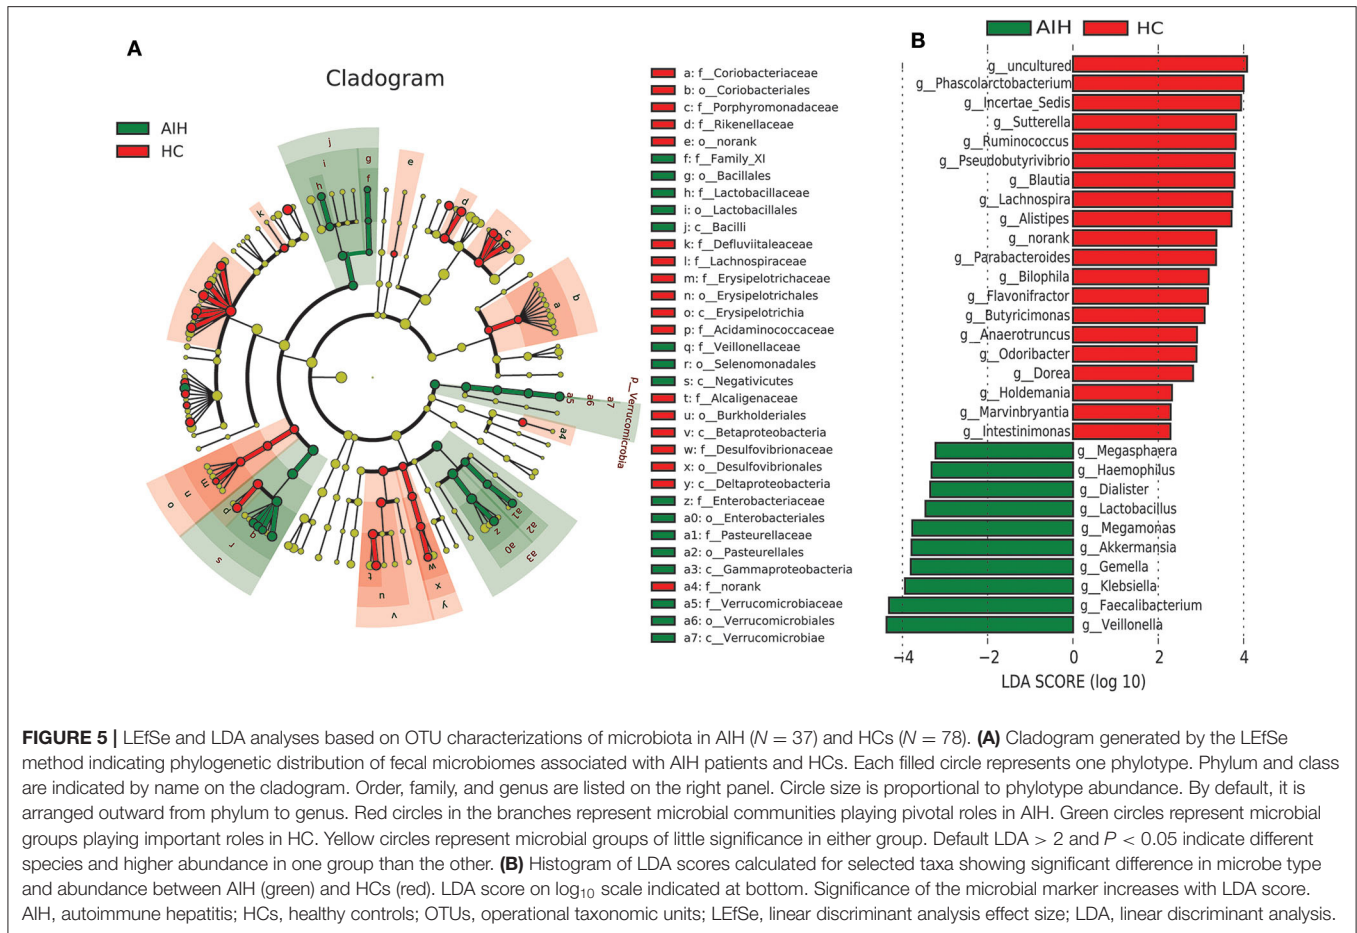 A
Cladogram
AIH
HC
j
i
g
h
f
e
k
d
c
l
b
a
p__Verrucomicrobia
a7
a6
a5
a4
o
n
m
p
q
r
s
t
u
v
w
x
y
z
a0
a1
a2
a3
a: f__Coriobacteriaceae
b: o__Coriobacteriales
c: f__Porphyromonadaceae
d: f__Rikenellaceae
e: o__norank
f: f__Family_XI
g: o__Bacillales
h: f__Lactobacillaceae
i: o__Lactobacillales
j: c__Bacilli
k: f__Defluviitaleaceae
l: f__Lachnospiraceae
m: f__Erysipelotrichaceae
n: o__Erysipelotrichales
o: c__Erysipelotrichia
p: f__Acidaminococcaceae
q: f__Veillonellaceae
r: o__Selenomonadales
s: c__Negativicutes
t: f__Alcaligenaceae
u: o__Burkholderiales
v: c__Betaproteobacteria
w: f__Desulfovibrionaceae
x: o__Desulfovibrionales
y: c__Deltaproteobacteria
z: f__Enterobacteriaceae
a0: o__Enterobacteriales
a1: f__Pasteurellaceae
a2: o__Pasteurellales
a3: c__Gammaproteobacteria
a4: f__norank
a5: f__Verrucomicrobiaceae
a6: o__Verrucomicrobiales
a7: c__Verrucomicrobiae
B
AIH HC
g__uncultured
g__Phascolarctobacterium
g__Incertae_Sedis
g__Sutterella
g__Ruminococcus
g__Pseudobutyrivibrio
g__Blautia
g__Lachnospira
g__Alistipes
g__norank
g__Parabacteroides
g__Bilophila
g__Flavonifractor
g__Butyricimonas
g__Anaerotruncus
g__Odoribacter
g__Dorea
g__Holdemania
g__Marvinbryantia
g__Intestinimonas
g__Megasphaera
g__Haemophilus
g__Dialister
g__Lactobacillus
g__Megamonas
g__Akkermansia
g__Gemella
g__Klebsiella
g__Faecalibacterium
g__Veillonella
−4 −2 0 2 4
LDA SCORE (log 10)
FIGURE 5 | LEfSe and LDA analyses based on OTU characterizations of microbiota in AIH (N = 37) and HCs (N = 78). (A) Cladogram generated by the LEfSe
method indicating phylogenetic distribution of fecal microbiomes associated with AIH patients and HCs. Each filled circle represents one phylotype. Phylum and class
are indicated by name on the cladogram. Order, family, and genus are listed on the right panel. Circle size is proportional to phylotype abundance. By default, it is
arranged outward from phylum to genus. Red circles in the branches represent microbial communities playing pivotal roles in AIH. Green circles represent microbial
groups playing important roles in HC. Yellow circles represent microbial groups of little significance in either group. Default LDA > 2 and P < 0.05 indicate different
species and higher abundance in one group than the other. (B) Histogram of LDA scores calculated for selected taxa showing significant difference in microbe type
and abundance between AIH (green) and HCs (red). LDA score on log10 scale indicated at bottom. Significance of the microbial marker increases with LDA score.
AIH, autoimmune hepatitis; HCs, healthy controls; OTUs, operational taxonomic units; LEfSe, linear discriminant analysis effect size; LDA, linear discriminant analysis.